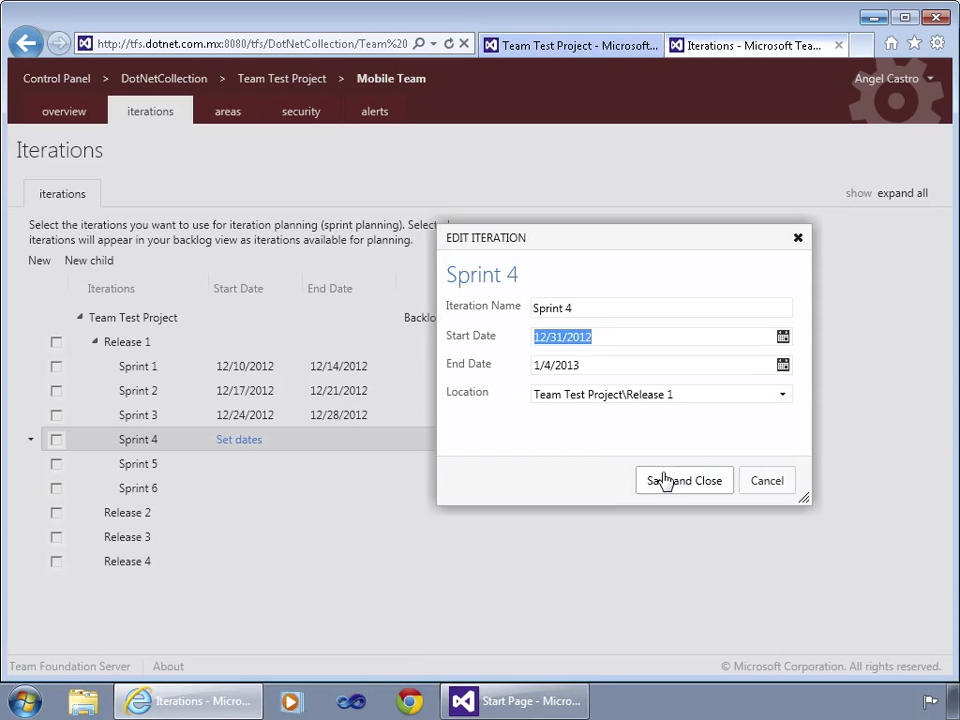 http://tfs.dotnet.com.mx:8080/tfs/DotNetCollection/Team%20
Team Test Project - Microsoft...
Iterations - Microsoft Tea...
Control Panel > DotNetCollection > Team Test Project > Mobile Team
Angel Castro
overview iterations areas security alerts
Iterations
iterations
show expand all
Select the iterations you want to use for iteration planning (sprint planning). Select
iterations will appear in your backlog view as iterations available for planning.
New New child
Iterations Start Date End Date
Team Test Project
Release 1
Sprint 1 12/10/2012 12/14/2012
Sprint 2 12/17/2012 12/21/2012
Sprint 3 12/24/2012 12/28/2012
Sprint 4 Set dates
Sprint 5
Sprint 6
Release 2
Release 3
Release 4
EDIT ITERATION
Sprint 4
Iteration Name Sprint 4
Start Date 12/31/2012
End Date 1/4/2013
Location Team Test Project\Release 1
and Close Cancel
Team Foundation Server About
© Microsoft Corporation. All rights reserved.
Iterations - Micro...
Start Page - Micro...